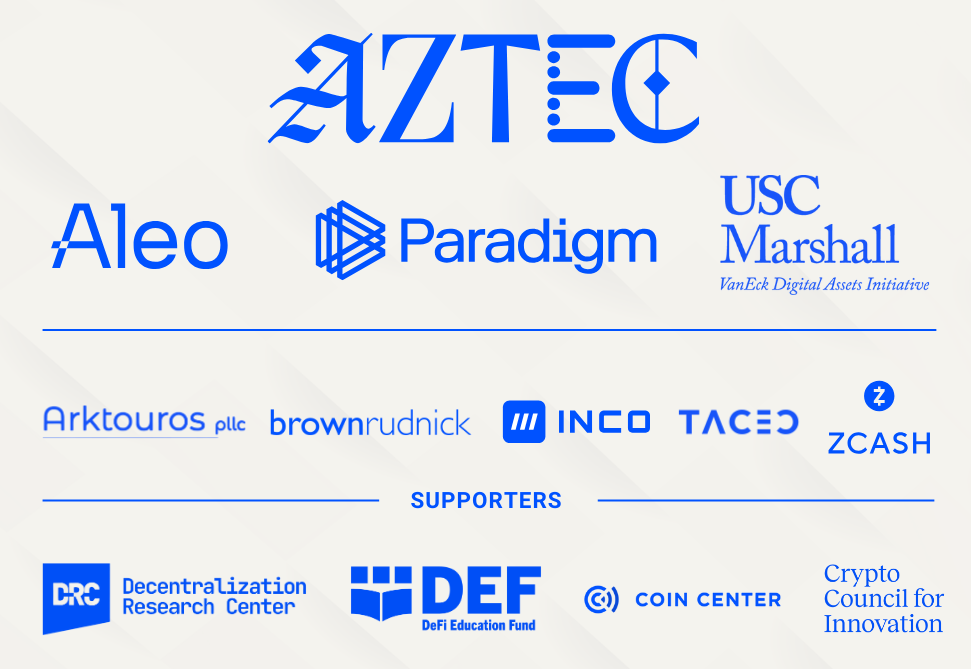 AZTEC
Aleo
Paradigm
USC
Marshall
VanEck Digital Assets Initiative
Arktouros pllc
brownrudnick
INCO
TACEO
ZCASH
SUPPORTERS
DRC
Decentralization
Research Center
DEF
DeFi Education Fund
COIN CENTER
Crypto
Council for
Innovation